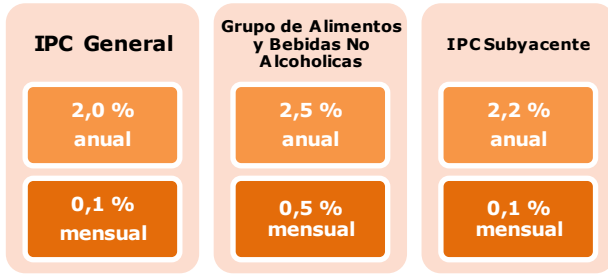 IPC General
2,0 %
anual
0,1 %
mensual
Grupo de Alimentos
y Bebidas No
Alcoholicas
2,5 %
anual
0,5 %
mensual
IPC Subyacente
2,2 %
anual
0,1 %
mensual